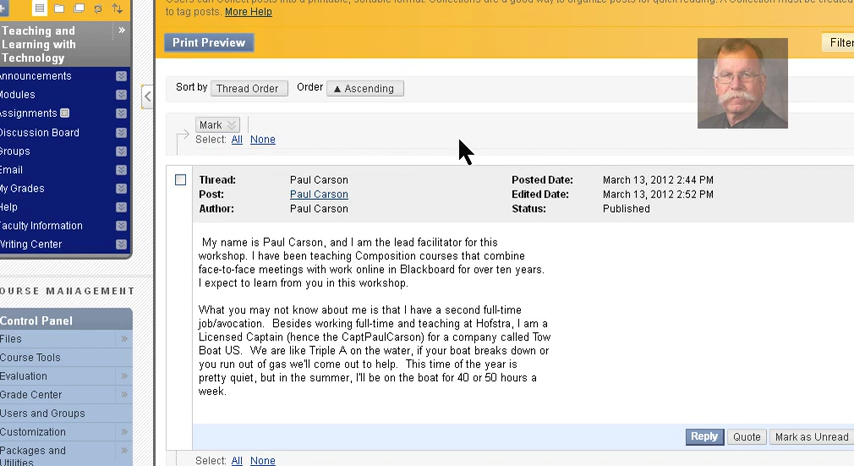 to tag posts. More Help
Print Preview
Filter
Teaching and
Learning with
Technology
Announcements
Modules
Assignments
Discussion Board
Groups
Email
My Grades
Help
Faculty Information
Writing Center
OURSE MANAGEMENT
Control Panel
Files
Course Tools
Evaluation
Grade Center
Users and Groups
Customization
Packages and
Utilities
Sort by Thread Order Order ▲ Ascending
Mark
Select: All None
Thread: Paul Carson Posted Date: March 13, 2012 2:44 PM
Post: Paul Carson Edited Date: March 13, 2012 2:52 PM
Author: Paul Carson Status: Published
My name is Paul Carson, and I am the lead facilitator for this
workshop. I have been teaching Composition courses that combine
face-to-face meetings with work online in Blackboard for over ten years.
I expect to learn from you in this workshop.
What you may not know about me is that I have a second full-time
job/avocation. Besides working full-time and teaching at Hofstra, I am a
Licensed Captain (hence the CaptPaulCarson) for a company called Tow
Boat US. We are like Triple A on the water, if your boat breaks down or
you run out of gas we'll come out to help. This time of the year is
pretty quiet, but in the summer, I'll be on the boat for 40 or 50 hours a
week.
Reply Quote Mark as Unread
Select: All None